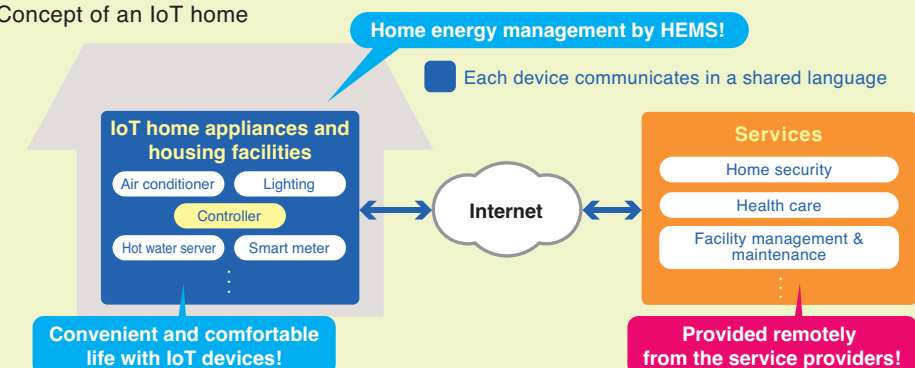 Concept of an IoT home
Home energy management by HEMS!
Each device communicates in a shared language
IoT home appliances and
housing facilities
Air conditioner
Lighting
Controller
Hot water server
Smart meter
Internet
Services
Home security
Health care
Facility management &
maintenance
Convenient and comfortable
life with IoT devices!
Provided remotely
from the service providers!